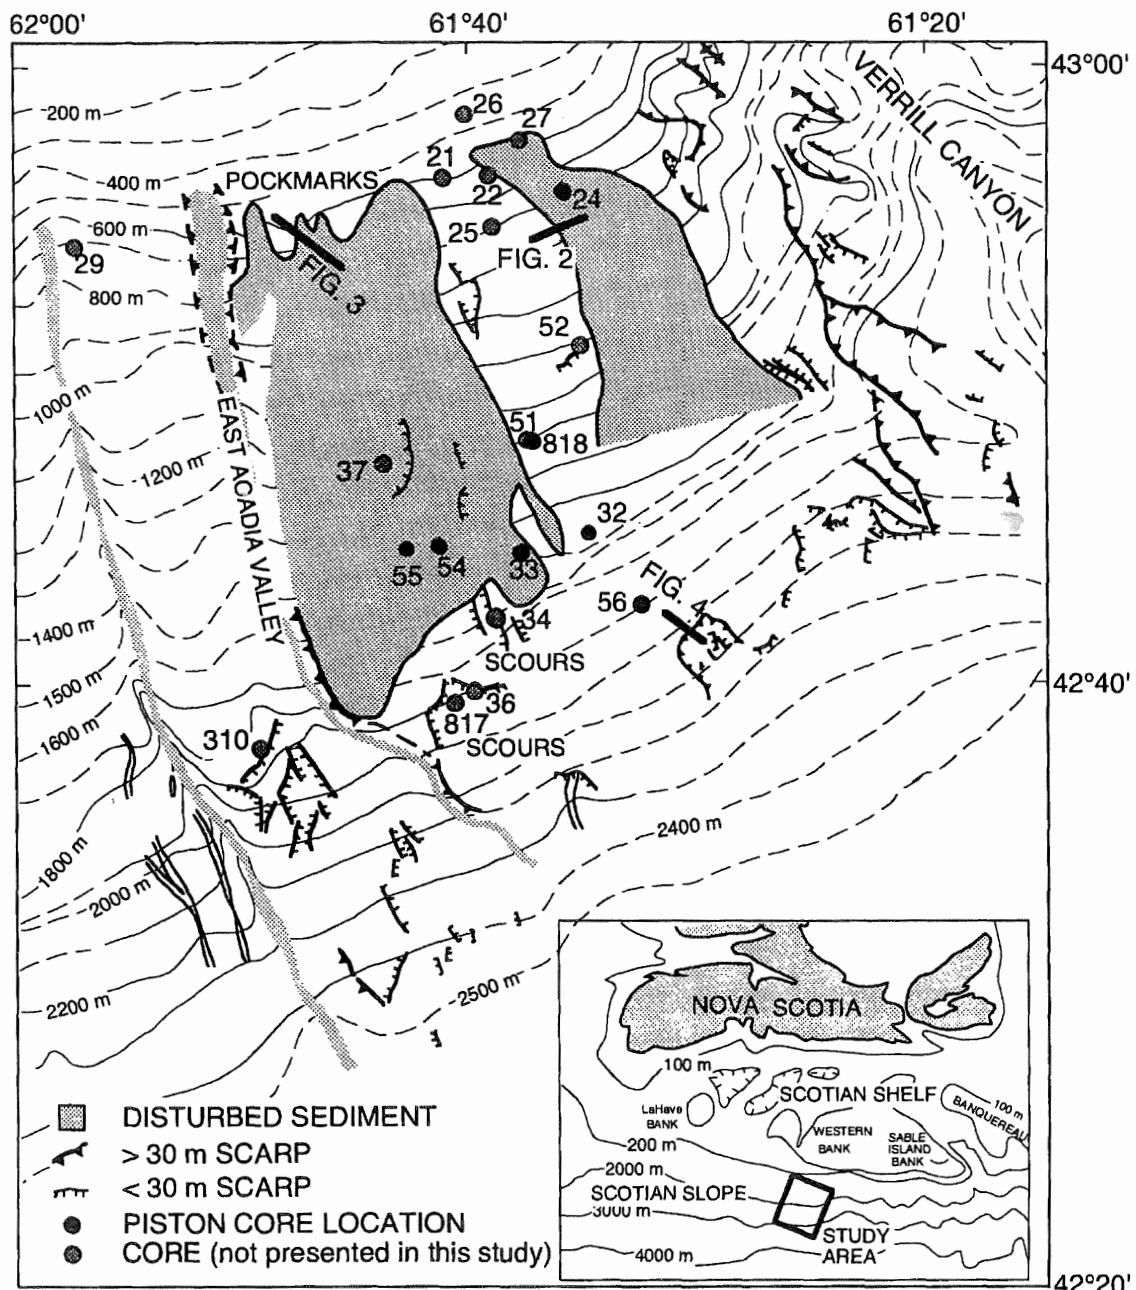 62°00' 61°40' 61°20'
43°00'
VERRILL CANYON
200 m
26
27
21
22
400 m
POCKMARKS
24
600 m
25
29
FIG. 2
FIG. 3
800 m
52
1000 m
EAST ACADIA VALLEY
51
818
37
1200 m
32
55
54
33
FIG. 4
56
34
1400 m
SCOURS
42°40'
1500 m
36
817
310
SCOURS
1600 m
2400 m
1800 m
2000 m
2500 m
2200 m
NOVA SCOTIA
100 m
SCOTIAN SHELF
100 m
BANQUEREAU
LaHave
BANK
WESTERN
BANK
SABLE
ISLAND
BANK
200 m
2000 m
SCOTIAN SLOPE
3000 m
STUDY
AREA
4000 m
DISTURBED SEDIMENT
> 30 m SCARP
< 30 m SCARP
PISTON CORE LOCATION
CORE (not presented in this study)
42°20'